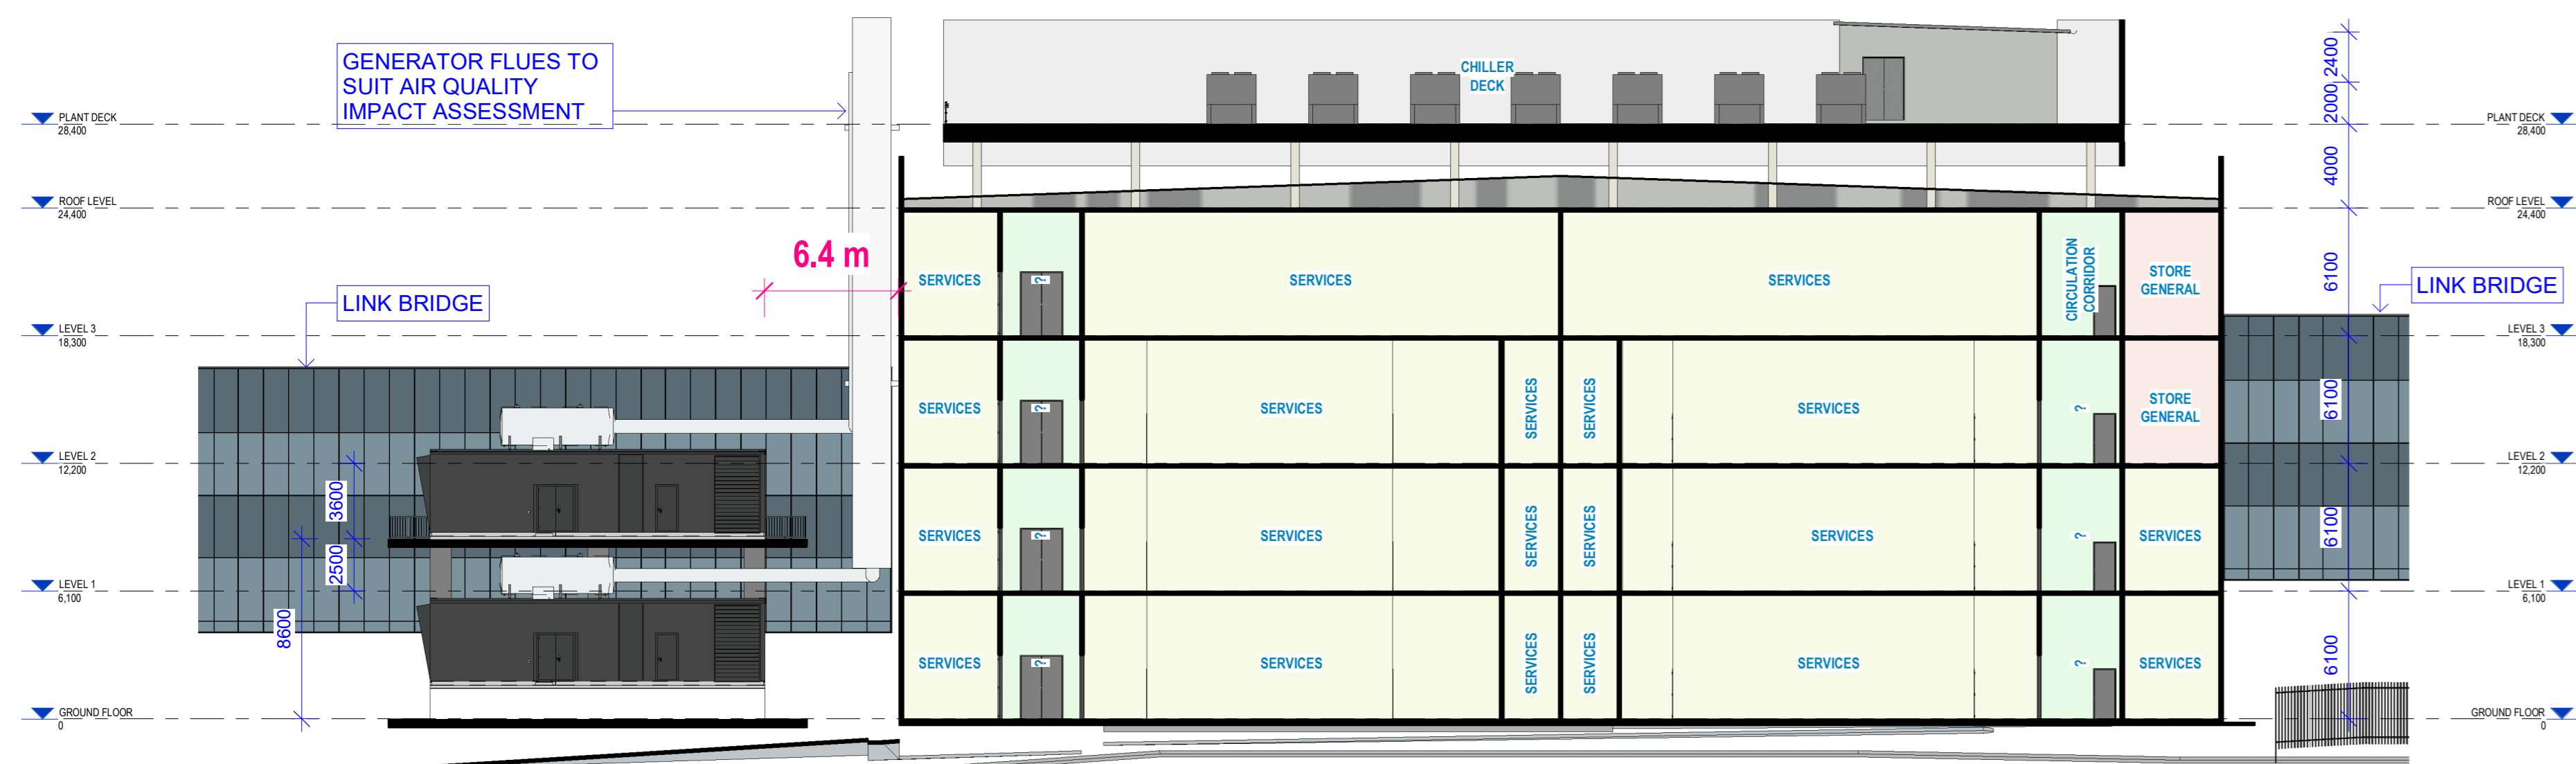 GENERATOR FLUES TO
SUIT AIR QUALITY
IMPACT ASSESSMENT
CHILLER
DECK
2400
2000
PLANT DECK
28,400
PLANT DECK
28,400
4000
ROOF LEVEL
24,400
ROOF LEVEL
24,400
6.4 m
SERVICES
?
SERVICES
SERVICES
CIRCULATION
CORRIDOR
STORE
GENERAL
6100
LINK BRIDGE
LINK BRIDGE
LEVEL 3
18,300
LEVEL 3
18,300
SERVICES
?
SERVICES
SERVICES
SERVICES
SERVICES
?
STORE
GENERAL
6100
LEVEL 2
12,200
LEVEL 2
12,200
3600
SERVICES
?
SERVICES
SERVICES
SERVICES
SERVICES
?
SERVICES
6100
2500
LEVEL 1
6,100
LEVEL 1
6,100
8600
SERVICES
?
SERVICES
SERVICES
SERVICES
SERVICES
?
SERVICES
6100
GROUND FLOOR
0
GROUND FLOOR
0